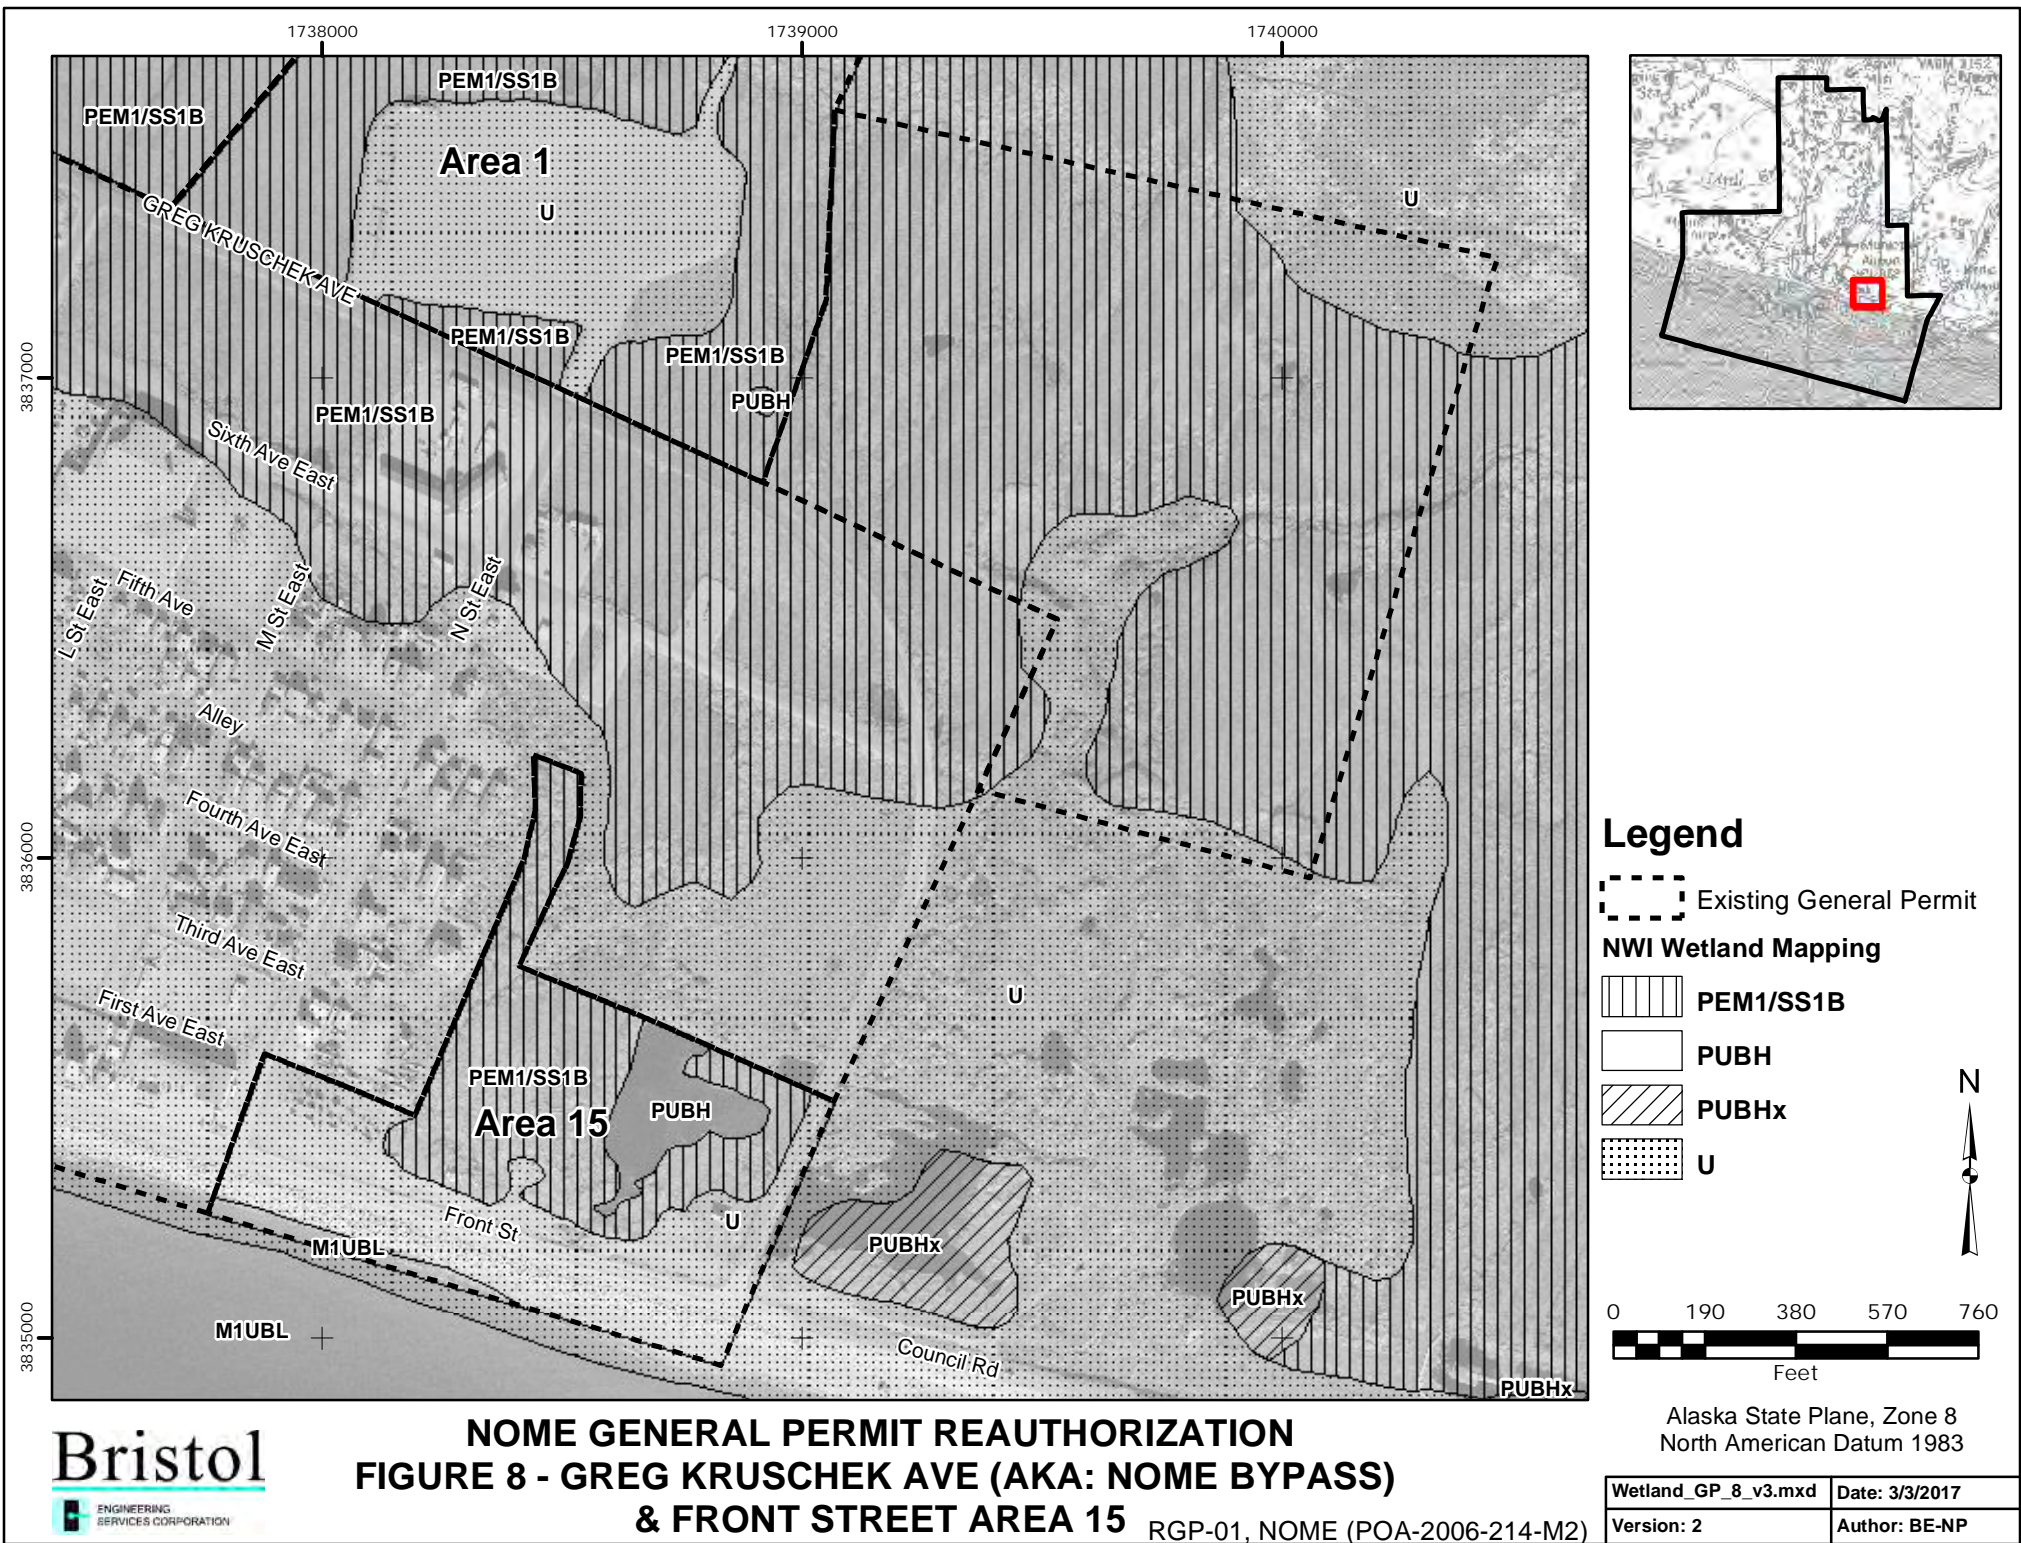 1738000
1739000
1740000
3837000
3836000
3835000
PEM1/SS1B
PEM1/SS1B
Area 1
U
U
GREG KRUSCHEK AVE
PEM1/SS1B
PEM1/SS1B
PUBH
PEM1/SS1B
Sixth Ave East
Fifth Ave
L St East
M St East
N St East
Alley
Fourth Ave East
Third Ave East
First Ave East
U
PEM1/SS1B
Area 15
PUBH
Front St
U
M1UBL
M1UBL
PUBHx
PUBHx
Council Rd
PUBHx
Legend
Existing General Permit
NWI Wetland Mapping
PEM1/SS1B
PUBH
PUBHx
U
N
0 190 380 570 760
Feet
Alaska State Plane, Zone 8
North American Datum 1983
Wetland_GP_8_v3.mxd
Date: 3/3/2017
Version: 2
Author: BE-NP
Bristol
ENGINEERING
SERVICES CORPORATION
NOME GENERAL PERMIT REAUTHORIZATION
FIGURE 8 - GREG KRUSCHEK AVE (AKA: NOME BYPASS)
& FRONT STREET AREA 15
RGP-01, NOME (POA-2006-214-M2)